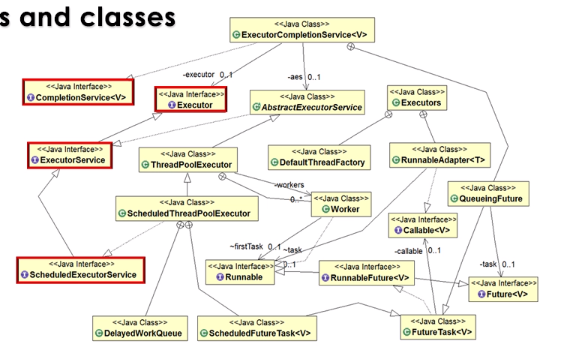 s and classes
<<Java Class>>
ExecutorCompletionService<V>
<<Java Interface>>
CompletionService<V>
-executor 0..1
<<Java Interface>>
Executor
-aes 0..1
<<Java Class>>
AbstractExecutorService
<<Java Class>>
Executors
<<Java Interface>>
ExecutorService
<<Java Class>>
ThreadPoolExecutor
<<Java Class>>
DefaultThreadFactory
<<Java Class>>
RunnableAdapter<T>
-workers
0..*
<<Java Class>>
QueueingFuture
<<Java Class>>
ScheduledThreadPoolExecutor
<<Java Class>>
Worker
<<Java Interface>>
Callable<V>
~firstTask 0..1
~task
0..1
-callable 0..1
<<Java Interface>>
ScheduledExecutorService
<<Java Interface>>
Runnable
<<Java Interface>>
RunnableFuture<V>
-task 0..1
<<Java Interface>>
Future<V>
<<Java Class>>
DelayedWorkQueue
<<Java Class>>
ScheduledFutureTask<V>
<<Java Class>>
FutureTask<V>